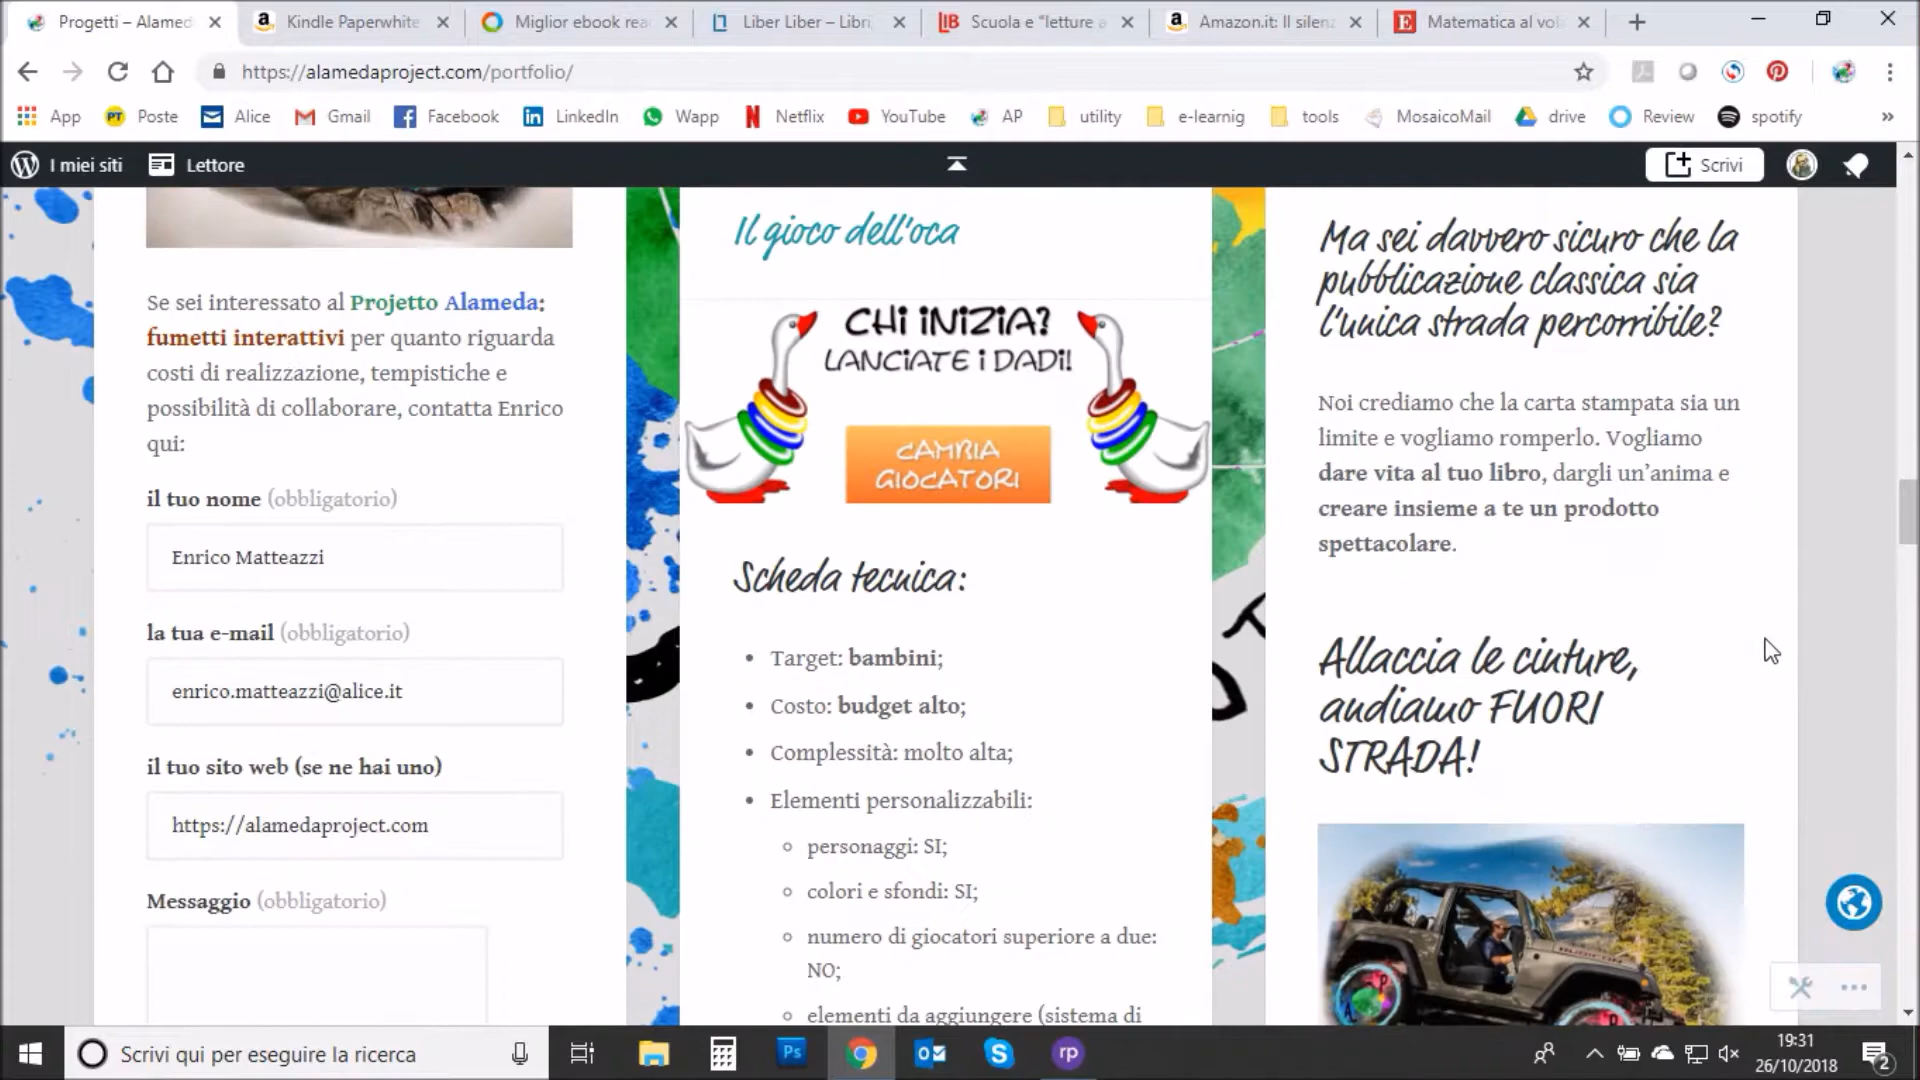 Progetti – Alamed
Kindle Paperwhite
Miglior ebook rea
Liber Liber – Libri,
Scuola e "letture a
Amazon.it: Il silenz
Matematica al vol
https://alamedaproject.com/portfolio/
App
Poste
Alice
Gmail
Facebook
LinkedIn
Wapp
Netflix
YouTube
AP
utility
e-learnig
tools
MosaicoMail
drive
Review
spotify
»
I miei siti
Lettore
Scrivi
Se sei interessato al Projetto Alameda:
fumetti interattivi per quanto riguarda
costi di realizzazione, tempistiche e
possibilità di collaborare, contatta Enrico
qui:
il tuo nome (obbligatorio)
Enrico Matteazzi
la tua e-mail (obbligatorio)
enrico.matteazzi@alice.it
il tuo sito web (se ne hai uno)
https://alamedaproject.com
Messaggio (obbligatorio)
Il gioco dell'oca
CHI INIZIA?
LANCIATE I DADI!
CAMBIA
GIOCATORI
Scheda tecnica:
• Target: bambini;
• Costo: budget alto;
• Complessità: molto alta;
• Elementi personalizzabili:
personaggi: SI;
colori e sfondi: SI;
numero di giocatori superiore a due:
NO;
elementi da aggiungere (sistema di
Ma sei davvero sicuro che la
pubblicazione classica sia
l'unica strada percorribile?
Noi crediamo che la carta stampata sia un
limite e vogliamo romperlo. Vogliamo
dare vita al tuo libro, dargli un'anima e
creare insieme a te un prodotto
spettacolare.
Allaccia le cinture,
andiamo FUORI
STRADA!
Scrivi qui per eseguire la ricerca
Ps
rp
19:31
26/10/2018
2